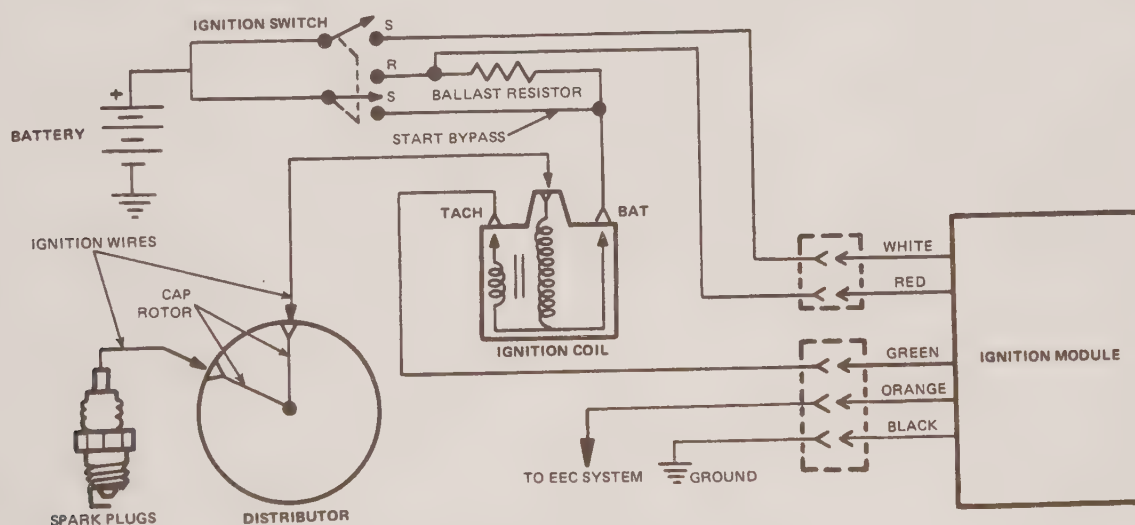 IGNITION SWITCH
S
R
S
BALLAST RESISTOR
START BYPASS
+
BATTERY
TACH
BAT
IGNITION WIRES
CAP
ROTOR
IGNITION COIL
WHITE
RED
GREEN
ORANGE
BLACK
IGNITION MODULE
TO EEC SYSTEM
GROUND
SPARK PLUGS
DISTRIBUTOR